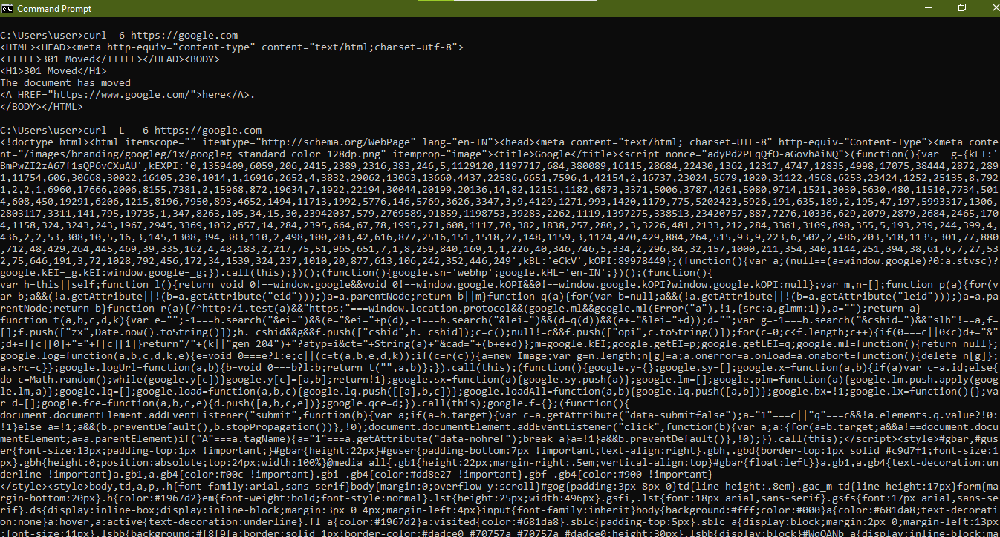 Command Prompt
C:\Users\user>curl -6 https://google.com
<HTML><HEAD><meta http-equiv="content-type" content="text/html;charset=utf-8">
<TITLE>301 Moved</TITLE></HEAD><BODY>
<H1>301 Moved</H1>
The document has moved
<A HREF="https://www.google.com/">here</A>.
</BODY></HTML>
C:\Users\user>curl -L  -6 https://google.com
<!doctype html><html itemscope="" itemtype="http://schema.org/WebPage" lang="en-IN"><head><meta content="text/html; charset=UTF-8" http-equiv="Content-Type"><meta conte
nt="/images/branding/googleg/1x/googleg_standard_color_128dp.png" itemprop="image"><title>Google</title><script nonce="adyPd2PEqQfO-aGovhAiNQ">(function(){var _g={kEI:'
BmPwZI2zA67f1sQP6vCXuAU',kEXPI:'0,1359409,6059,206,2415,2389,2316,383,246,5,1129120,1197717,684,380089,16115,28684,22430,1362,12317,4747,12835,4998,17075,38444,2872,289
1,11754,606,30668,30022,16105,230,1014,1,16916,2652,4,3832,29062,13063,13660,4437,22586,6651,7596,1,42154,2,16737,23024,5679,1020,31122,4568,6253,23424,1252,25135,8,792
1,2,2,1,6960,17666,2006,8155,7381,2,15968,872,19634,7,1922,22194,30044,20199,20136,14,82,12151,1182,6873,3371,5006,3787,4261,5080,9714,1521,3030,5630,480,11510,7734,501
4,608,450,19291,6206,1215,8196,7950,893,4652,1494,11713,1992,5776,146,5769,3626,3347,3,9,4129,1271,993,1420,1179,775,5202423,5926,191,635,189,2,195,47,197,5993317,1306,
2803117,3311,141,795,19735,1,347,8263,105,34,15,30,23942037,579,2769589,91859,1198753,39283,2262,1119,1397275,338513,23420757,887,7276,10336,629,2079,2879,2684,2465,170
4,1158,324,3243,243,1967,2945,3369,1032,657,14,284,2395,664,67,78,1995,271,608,1117,70,382,1838,257,280,2,3,3226,481,2133,212,284,3361,3109,890,355,5,193,239,244,399,4,
436,2,2,53,308,10,5,16,3,145,1308,394,383,110,2,498,100,203,42,616,877,2516,151,1518,27,148,1159,3,1124,470,429,884,264,515,93,9,223,6,502,2,486,203,518,1135,301,77,880
,712,48,429,264,445,469,39,335,162,4,48,183,2,217,75,51,965,651,7,1,8,259,840,169,1,1,226,40,346,746,5,334,2,296,84,32,157,1000,211,354,340,1144,251,394,38,61,6,7,27,53
2,75,646,191,3,72,1028,792,456,172,34,1539,324,237,1010,20,877,613,106,242,352,446,249',kBL:'eCkV',kOPI:89978449};(function(){var a;(null==(a=window.google)?0:a.stvsc)?
google.kEI=_g.kEI:window.google=_g;}).call(this);})();(function(){google.sn='webhp';google.kHL='en-IN';})();(function(){
var h=this||self;function l(){return void 0!==window.google&&void 0!==window.google.kOPI&&0!==window.google.kOPI?window.google.kOPI:null};var m,n=[];function p(a){for(v
ar b;a&&(!a.getAttribute||!(b=a.getAttribute("eid")));)a=a.parentNode;return b||m}function q(a){for(var b=null;a&&(!a.getAttribute||!(b=a.getAttribute("leid")));)a=a.pa
rentNode;return b}function r(a){/^http:/i.test(a)&&"https:"===window.location.protocol&&(google.ml&&google.ml(Error("a"),!1,{src:a,glmm:1}),a="");return a}
function t(a,b,c,d,k){var e="";-1===b.search("&ei=")&&(e="&ei="+p(d),-1===b.search("&lei=")&&(d=q(d))&&(e+="&lei="+d));d="";var g=-1===b.search("&cshid=")&&"slh"!==a,f=
[];f.push(["zx",Date.now().toString()]);h._cshid&&g&&f.push(["cshid",h._cshid]);c=c();null!=c&&f.push(["opi",c.toString()]);for(c=0;c<f.length;c++){if(0===c||0<c)d+="&"
;d+=f[c][0]+"="+f[c][1]}return"/"+(k||"gen_204")+"?atyp=i&ct="+String(a)+"&cad="+(b+e+d)};m=google.kEI;google.getEI=p;google.getLEI=q;google.ml=function(){return null};
google.log=function(a,b,c,d,k,e){e=void 0===e?l:e;c||(c=t(a,b,e,d,k));if(c=r(c)){a=new Image;var g=n.length;n[g]=a;a.onerror=a.onload=a.onabort=function(){delete n[g]};
a.src=c}};google.logUrl=function(a,b){b=void 0===b?l:b;return t("",a,b)};}).call(this);(function(){google.y={};google.sy=[];google.x=function(a,b){if(a)var c=a.id;else{
do c=Math.random();while(google.y[c])}google.y[c]=[a,b];return!1};google.sx=function(a){google.sy.push(a)};google.lm=[];google.plm=function(a){google.lm.push.apply(goog
le.lm,a)};google.lq=[];google.load=function(a,b,c){google.lq.push([[a],b,c])};google.loadAll=function(a,b){google.lq.push([a,b])};google.bx=!1;google.lx=function(){};va
r d=[];google.fce=function(a,b,c,e){d.push([a,b,c,e])};google.qce=d;}).call(this);google.f={};(function(){
document.documentElement.addEventListener("submit",function(b){var a;if(a=b.target){var c=a.getAttribute("data-submitfalse");a="1"===c||"q"===c&&!a.elements.q.value?!0:
!1}else a=!1;a&&(b.preventDefault(),b.stopPropagation())},!0);document.documentElement.addEventListener("click",function(b){var a;a:{for(a=b.target;a&&a!==document.docu
mentElement;a=a.parentElement)if("A"===a.tagName){a="1"===a.getAttribute("data-nohref");break a}a=!1}a&&b.preventDefault()},!0);}).call(this);</script><style>#gbar,#gus
er{font-size:13px;padding-top:1px !important;}#gbar{height:22px}#guser{padding-bottom:7px !important;text-align:right}.gbh,.gbd{border-top:1px solid #c9d7f1;font-size:1
px}.gbh{height:0;position:absolute;top:24px;width:100%}@media all{.gb1{height:22px;margin-right:.5em;vertical-align:top}#gbar{float:left}}a.gb1,a.gb4{text-decoration:un
derline !important}a.gb1,a.gb4{color:#00c !important}.gbi .gb4{color:#dd8e27 !important}.gbf .gb4{color:#900 !important}
</style><style>body,td,a,p,.h{font-family:arial,sans-serif}body{margin:0;overflow-y:scroll}#gog{padding:3px 8px 0}td{line-height:.8em}.gac_m td{line-height:17px}form{ma
rgin-bottom:20px}.h{color:#1967d2}em{font-weight:bold;font-style:normal}.lst{height:25px;width:496px}.gsfi,.lst{font:18px arial,sans-serif}.gsfs{font:17px arial,sans-se
rif}.ds{display:inline-box;display:inline-block;margin:3px 0 4px;margin-left:4px}input{font-family:inherit}body{background:#fff;color:#000}a{color:#681da8;text-decorati
on:none}a:hover,a:active{text-decoration:underline}.fl a{color:#1967d2}a:visited{color:#681da8}.sblc{padding-top:5px}.sblc a{display:block;margin:2px 0;margin-left:13px
;font-size:11px}.lsbb{background:#f8f9fa;border:solid 1px;border-color:#dadce0 #70757a #70757a #dadce0;height:30px}.lsbb{display:block}#WqQANb a{display:inline-block;m